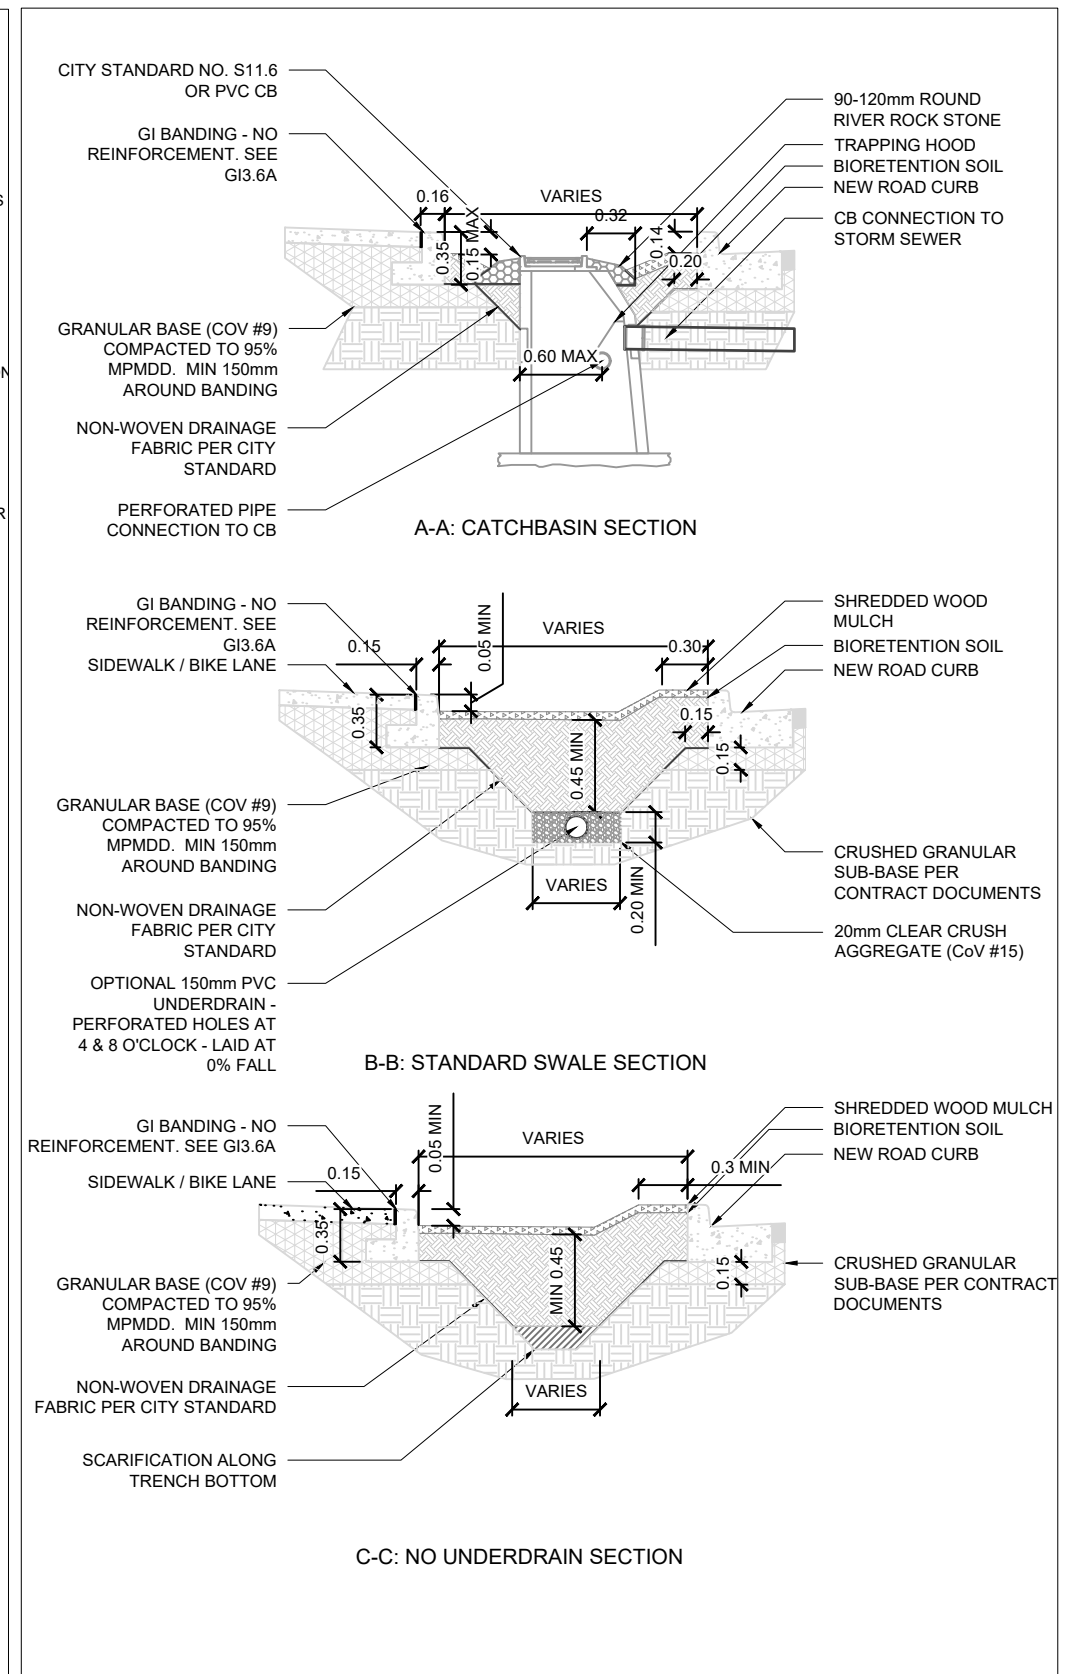 S
ON
R
CITY STANDARD NO. S11.6
OR PVC CB
GI BANDING - NO
REINFORCEMENT. SEE
GI3.6A
GRANULAR BASE (COV #9)
COMPACTED TO 95%
MPMDD.  MIN 150mm
AROUND BANDING
NON-WOVEN DRAINAGE
FABRIC PER CITY
STANDARD
PERFORATED PIPE
CONNECTION TO CB
0.16
VARIES
0.32
0.35
0.15 MAX
0.14
0.20
0.60 MAX
90-120mm ROUND
RIVER ROCK STONE
TRAPPING HOOD
BIORETENTION SOIL
NEW ROAD CURB
CB CONNECTION TO
STORM SEWER
A-A: CATCHBASIN SECTION
GI BANDING - NO
REINFORCEMENT. SEE
GI3.6A
SIDEWALK / BIKE LANE
GRANULAR BASE (COV #9)
COMPACTED TO 95%
MPMDD.  MIN 150mm
AROUND BANDING
NON-WOVEN DRAINAGE
FABRIC PER CITY
STANDARD
OPTIONAL 150mm PVC
UNDERDRAIN -
PERFORATED HOLES AT
4 & 8 O'CLOCK - LAID AT
0% FALL
0.15
0.05 MIN
VARIES
0.30
0.35
0.45 MIN
0.15
0.15
VARIES
0.20 MIN
SHREDDED WOOD
MULCH
BIORETENTION SOIL
NEW ROAD CURB
CRUSHED GRANULAR
SUB-BASE PER
CONTRACT DOCUMENTS
20mm CLEAR CRUSH
AGGREGATE (CoV #15)
B-B: STANDARD SWALE SECTION
GI BANDING - NO
REINFORCEMENT. SEE GI3.6A
SIDEWALK / BIKE LANE
GRANULAR BASE (COV #9)
COMPACTED TO 95%
MPMDD.  MIN 150mm
AROUND BANDING
NON-WOVEN DRAINAGE
FABRIC PER CITY STANDARD
SCARIFICATION ALONG
TRENCH BOTTOM
0.15
0.05 MIN
VARIES
0.3 MIN
0.35
MIN 0.45
0.15
VARIES
SHREDDED WOOD MULCH
BIORETENTION SOIL
NEW ROAD CURB
CRUSHED GRANULAR
SUB-BASE PER CONTRACT
DOCUMENTS
C-C: NO UNDERDRAIN SECTION